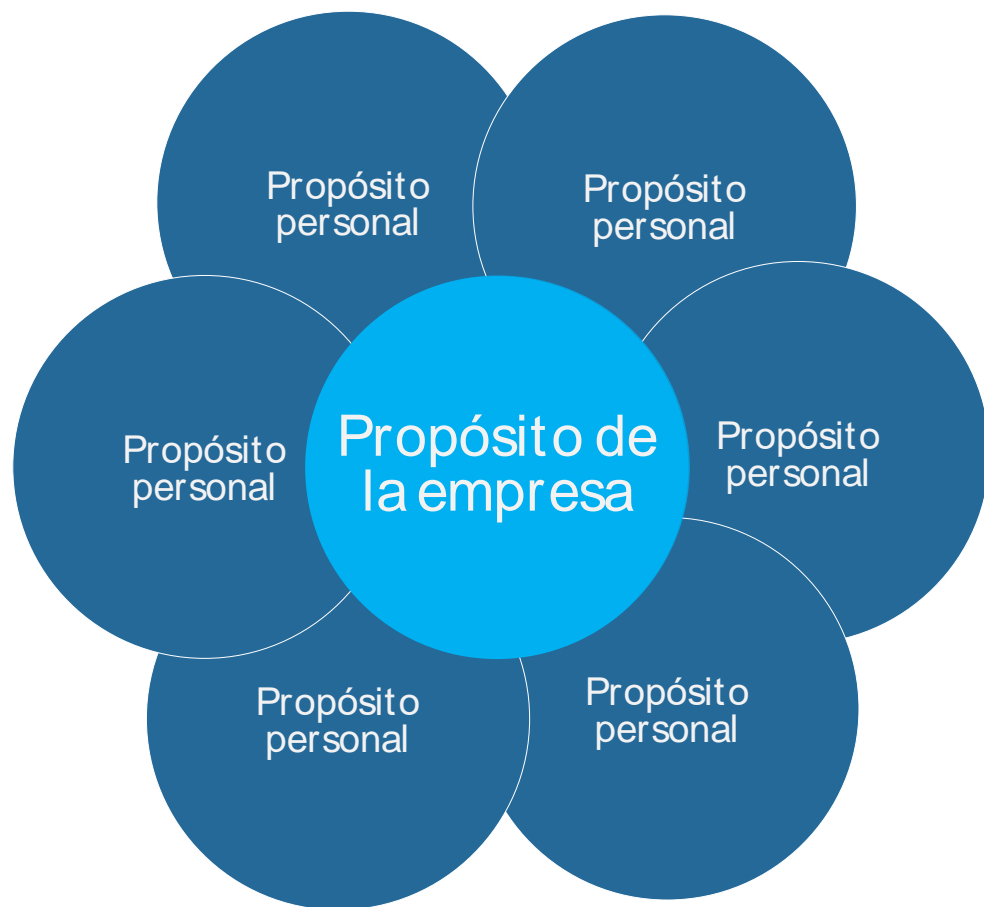 Propósito
personal
Propósito
personal
Propósito
personal
Propósito de
la empresa
Propósito
personal
Propósito
personal
Propósito
personal